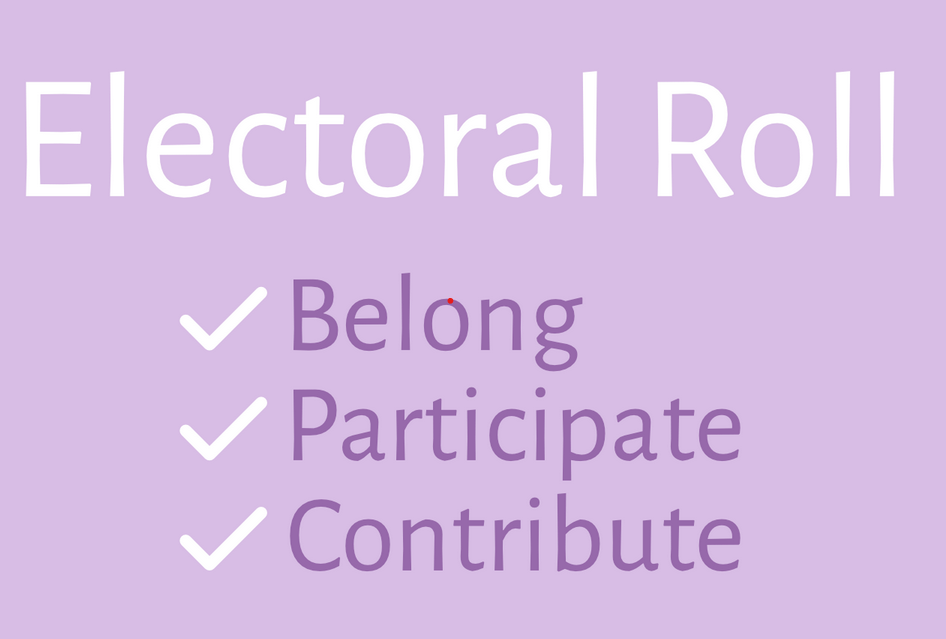 Electoral Roll
Belong
Participate
Contribute